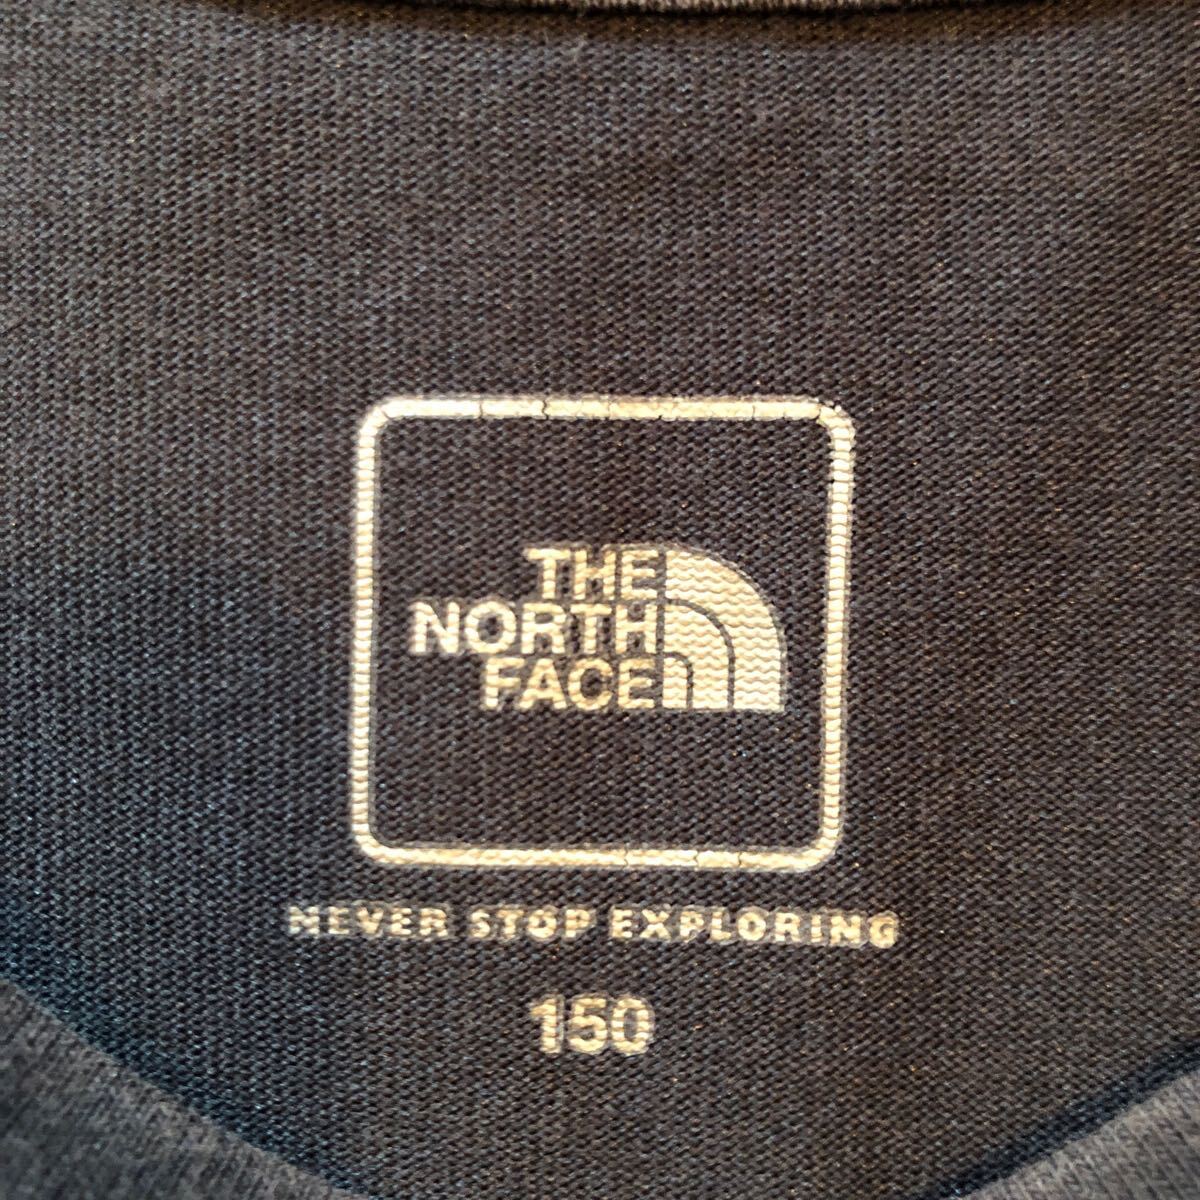 THE
NORTH
FACE
NEVER STOP EXPLORING
150